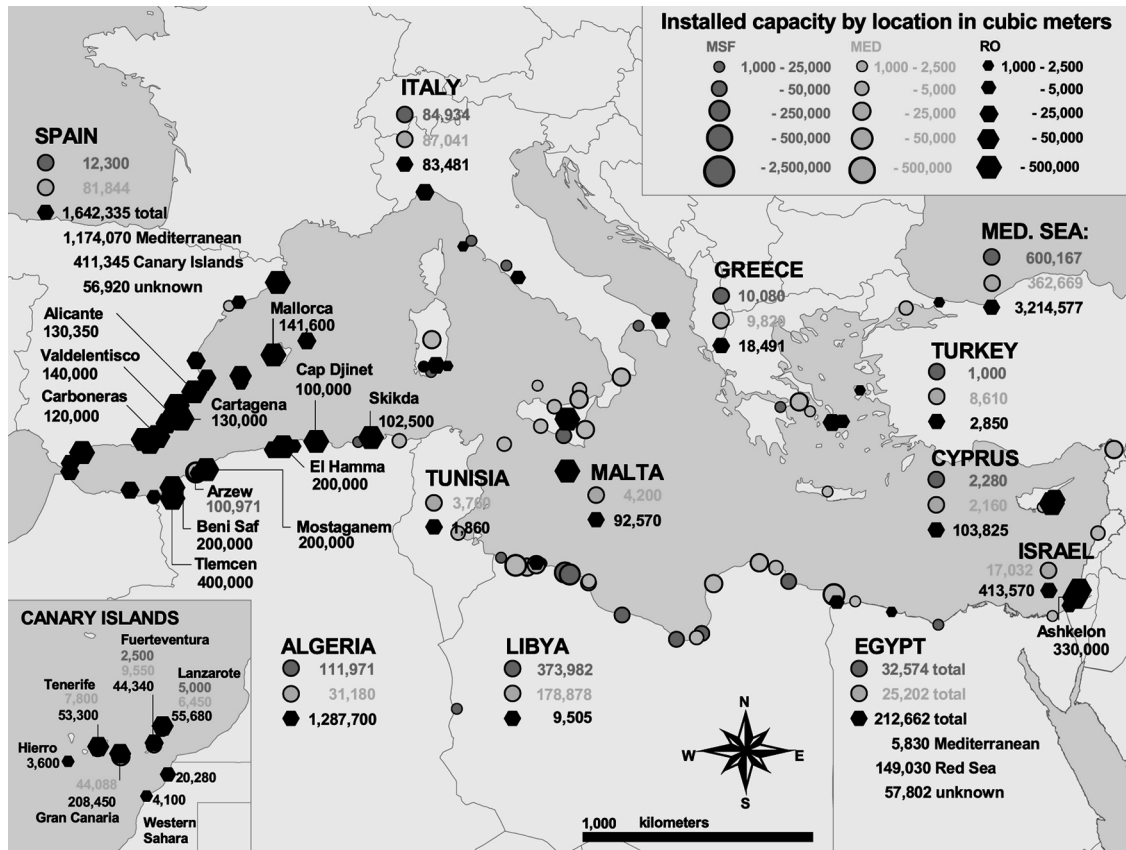 Installed capacity by location in cubic meters
MSF
1,000 - 25,000
- 50,000
- 250,000
- 500,000
- 2,500,000
MED
1,000 - 2,500
- 5,000
- 25,000
- 50,000
- 500,000
RO
1,000 - 2,500
- 5,000
- 25,000
- 50,000
- 500,000
ITALY
84,934
87,041
83,481
SPAIN
12,300
81,844
1,642,335 total
1,174,070 Mediterranean
411,345 Canary Islands
56,920 unknown
MED. SEA:
600,167
362,669
3,214,577
GREECE
10,080
9,820
18,491
TURKEY
1,000
8,610
2,850
Alicante
130,350
Valdelentisco
140,000
Carboneras
120,000
Mallorca
141,600
Cartagena
130,000
Cap Djinet
100,000
Skikda
102,500
El Hamma
200,000
Arzew
100,971
Beni Saf
200,000
Tlemcen
400,000
Mostaganem
200,000
TUNISIA
3,769
1,860
MALTA
4,200
92,570
CYPRUS
2,280
2,160
103,825
ISRAEL
17,032
413,570
Ashkelon
330,000
ALGERIA
111,971
31,180
1,287,700
LIBYA
373,982
178,878
9,505
EGYPT
32,574 total
25,202 total
212,662 total
5,830 Mediterranean
149,030 Red Sea
57,802 unknown
CANARY ISLANDS
Fuerteventura
2,500
9,550
44,340
Lanzarote
5,000
6,450
55,680
Tenerife
7,800
53,300
Hierro
3,600
44,088
208,450
Gran Canaria
20,280
4,100
Western
Sahara
N
W
E
S
1,000 kilometers